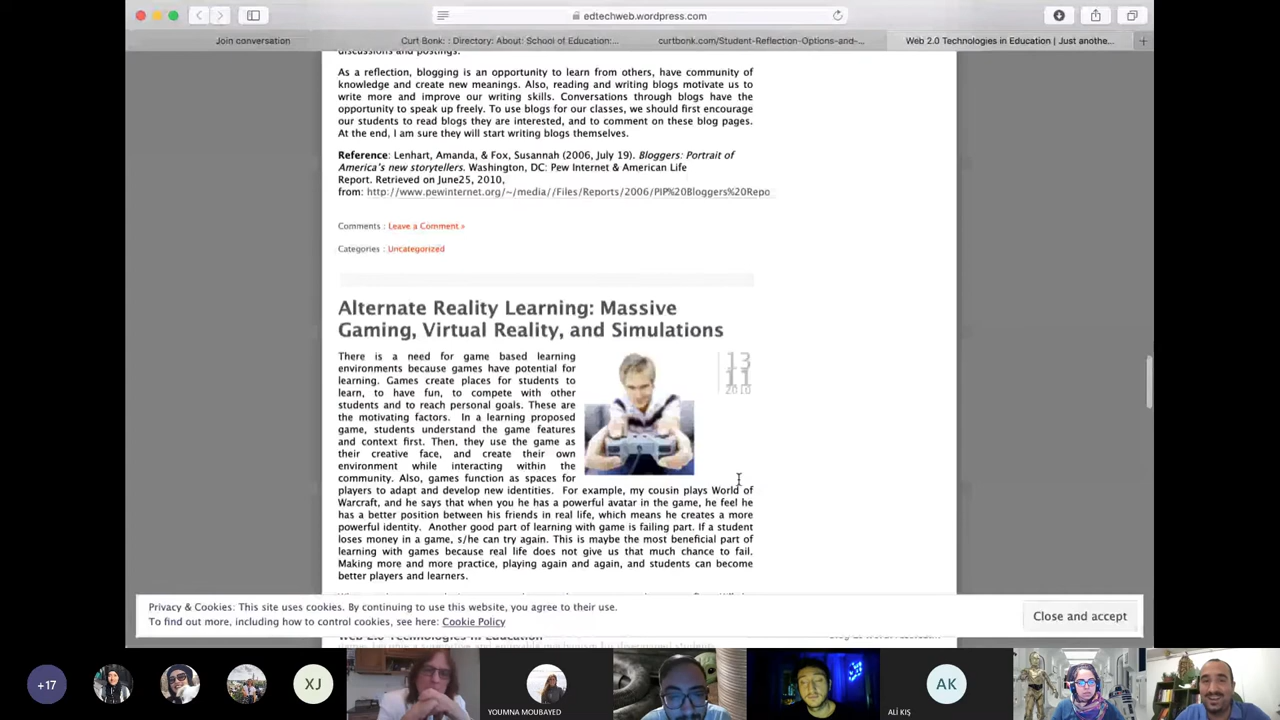 edtechweb.wordpress.com
Join conversation
Curt Bonk: : Directory: About: School of Education:...
curtbonk.com/Student-Reflection-Options-and-...
Web 2.0 Technologies in Education | Just anothe...
discussions and postings.
As a reflection, blogging is an opportunity to learn from others, have community of
knowledge and create new meanings. Also, reading and writing blogs motivate us to
write more and improve our writing skills. Conversations through blogs have the
opportunity to speak up freely. To use blogs for our classes, we should first encourage
our students to read blogs they are interested, and to comment on these blog pages.
At the end, I am sure they will start writing blogs themselves.
Reference: Lenhart, Amanda, & Fox, Susannah (2006, July 19). Bloggers: Portrait of
America's new storytellers. Washington, DC: Pew Internet & American Life
Report. Retrieved on June25, 2010,
from: http://www.pewinternet.org/~/media//Files/Reports/2006/PIP%20Bloggers%20Repo
Comments : Leave a Comment »
Categories : Uncategorized
Alternate Reality Learning: Massive
Gaming, Virtual Reality, and Simulations
13
11
2010
There is a need for game based learning
environments because games have potential for
learning. Games create places for students to
learn, to have fun, to compete with other
students and to reach personal goals. These are
the motivating factors. In a learning proposed
game, students understand the game features
and context first. Then, they use the game as
their creative face, and create their own
environment while interacting within the
community. Also, games function as spaces for
players to adapt and develop new identities. For example, my cousin plays World of
Warcraft, and he says that when you he has a powerful avatar in the game, he feel he
has a better position between his friends in real life, which means he creates a more
powerful identity. Another good part of learning with game is failing part. If a student
loses money in a game, s/he can try again. This is maybe the most beneficial part of
learning with games because real life does not give us that much chance to fail.
Making more and more practice, playing again and again, and students can become
better players and learners.
Privacy & Cookies: This site uses cookies. By continuing to use this website, you agree to their use.
To find out more, including how to control cookies, see here: Cookie Policy
Close and accept
Web 2.0 Technologies in Education
+17
XJ
YOUMNA MOUBAYED
AK
ALİ KIŞ